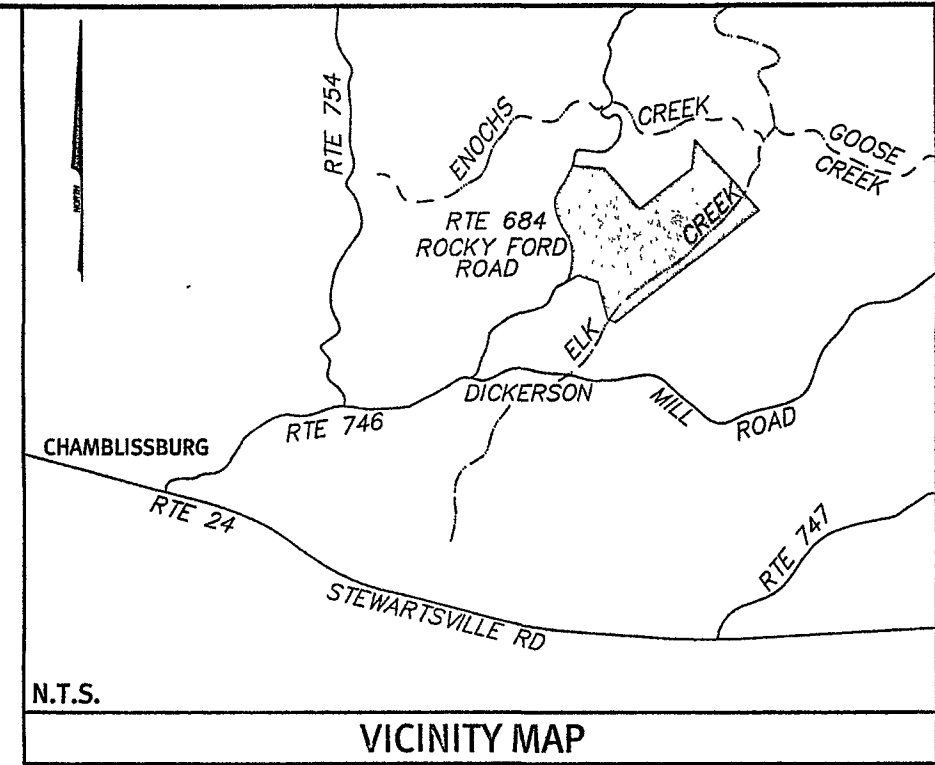 NORTH
RTE 754
ENOCHS
CREEK
GOOSE
CREEK
RTE 684
ROCKY FORD
ROAD
CREEK
ELK
DICKERSON
MILL
ROAD
RTE 746
CHAMBLISSBURG
RTE 24
STEWARTSVILLE RD
RTE 747
N.T.S.
VICINITY MAP